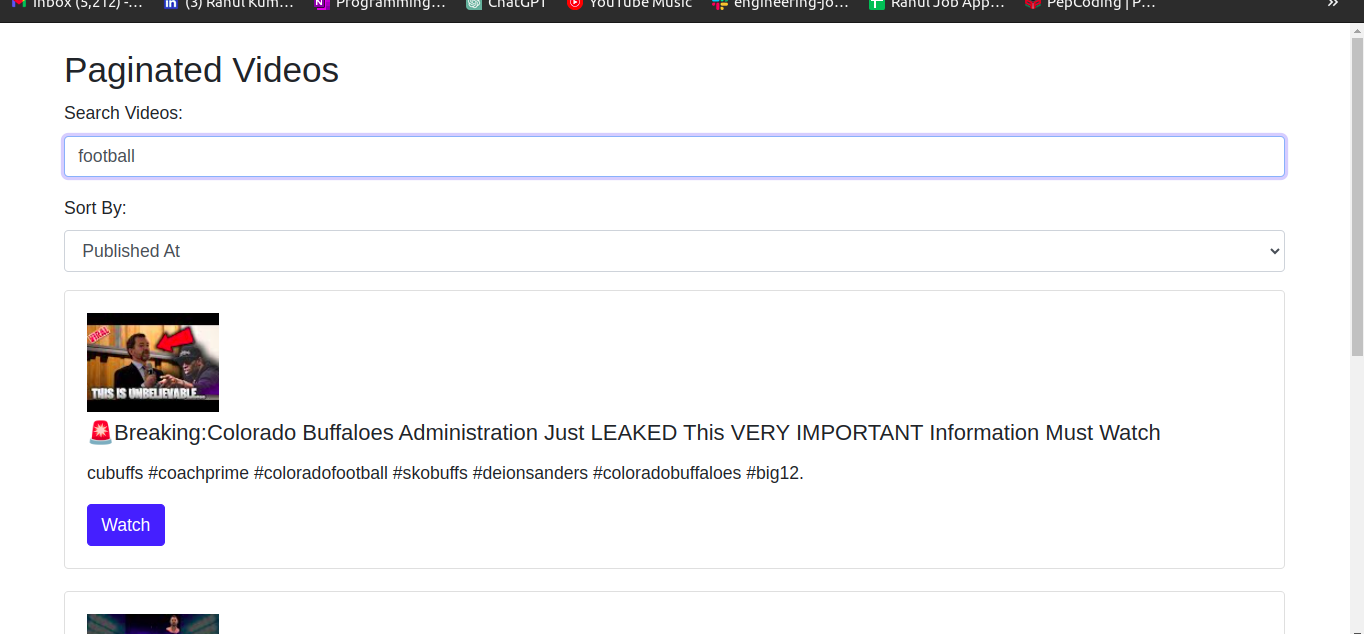 Inbox (5,212) -... (3) Rahul Kum... Programming... ChatGPT YouTube Music engineering-jo... Rahul Job App... PepCoding | P... »
Paginated Videos
Search Videos:
football
Sort By:
Published At
VIRAL
THIS IS UNBELIEVABLE...
🚨Breaking:Colorado Buffaloes Administration Just LEAKED This VERY IMPORTANT Information Must Watch
cubuffs #coachprime #coloradofootball #skobuffs #deionsanders #coloradobuffaloes #big12.
Watch